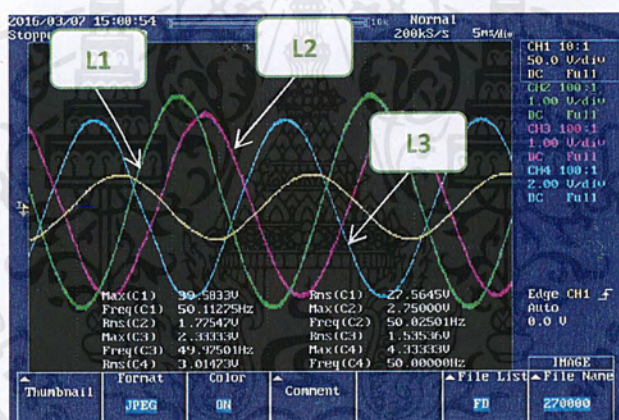 2016/03/07 15:00:54
10k
Normal
Stopped
200kS/s 5ms/div
L1
L2
L3
CH1 10:1
50.0 V/div
DC Full
CH2 100:1
1.00 V/div
DC Full
CH3 100:1
1.00 V/div
DC Full
CH4 100:1
2.00 V/div
DC Full
Max(C1) 39.5833V Rms(C1) 27.5645V
Freq(C1) 50.11275Hz Max(C2) 2.75000V
Rms(C2) 1.77547V Freq(C2) 50.02501Hz
Max(C3) 2.33333V Rms(C3) 1.53536V
Freq(C3) 49.97501Hz Max(C4) 4.33333V
Rms(C4) 3.01473V Freq(C4) 50.00000Hz
Edge CH1
Auto
0.0 V
IMAGE
Thumbnail
Format
JPEG
Color
ON
Comment
File List
FD
File Name
270000